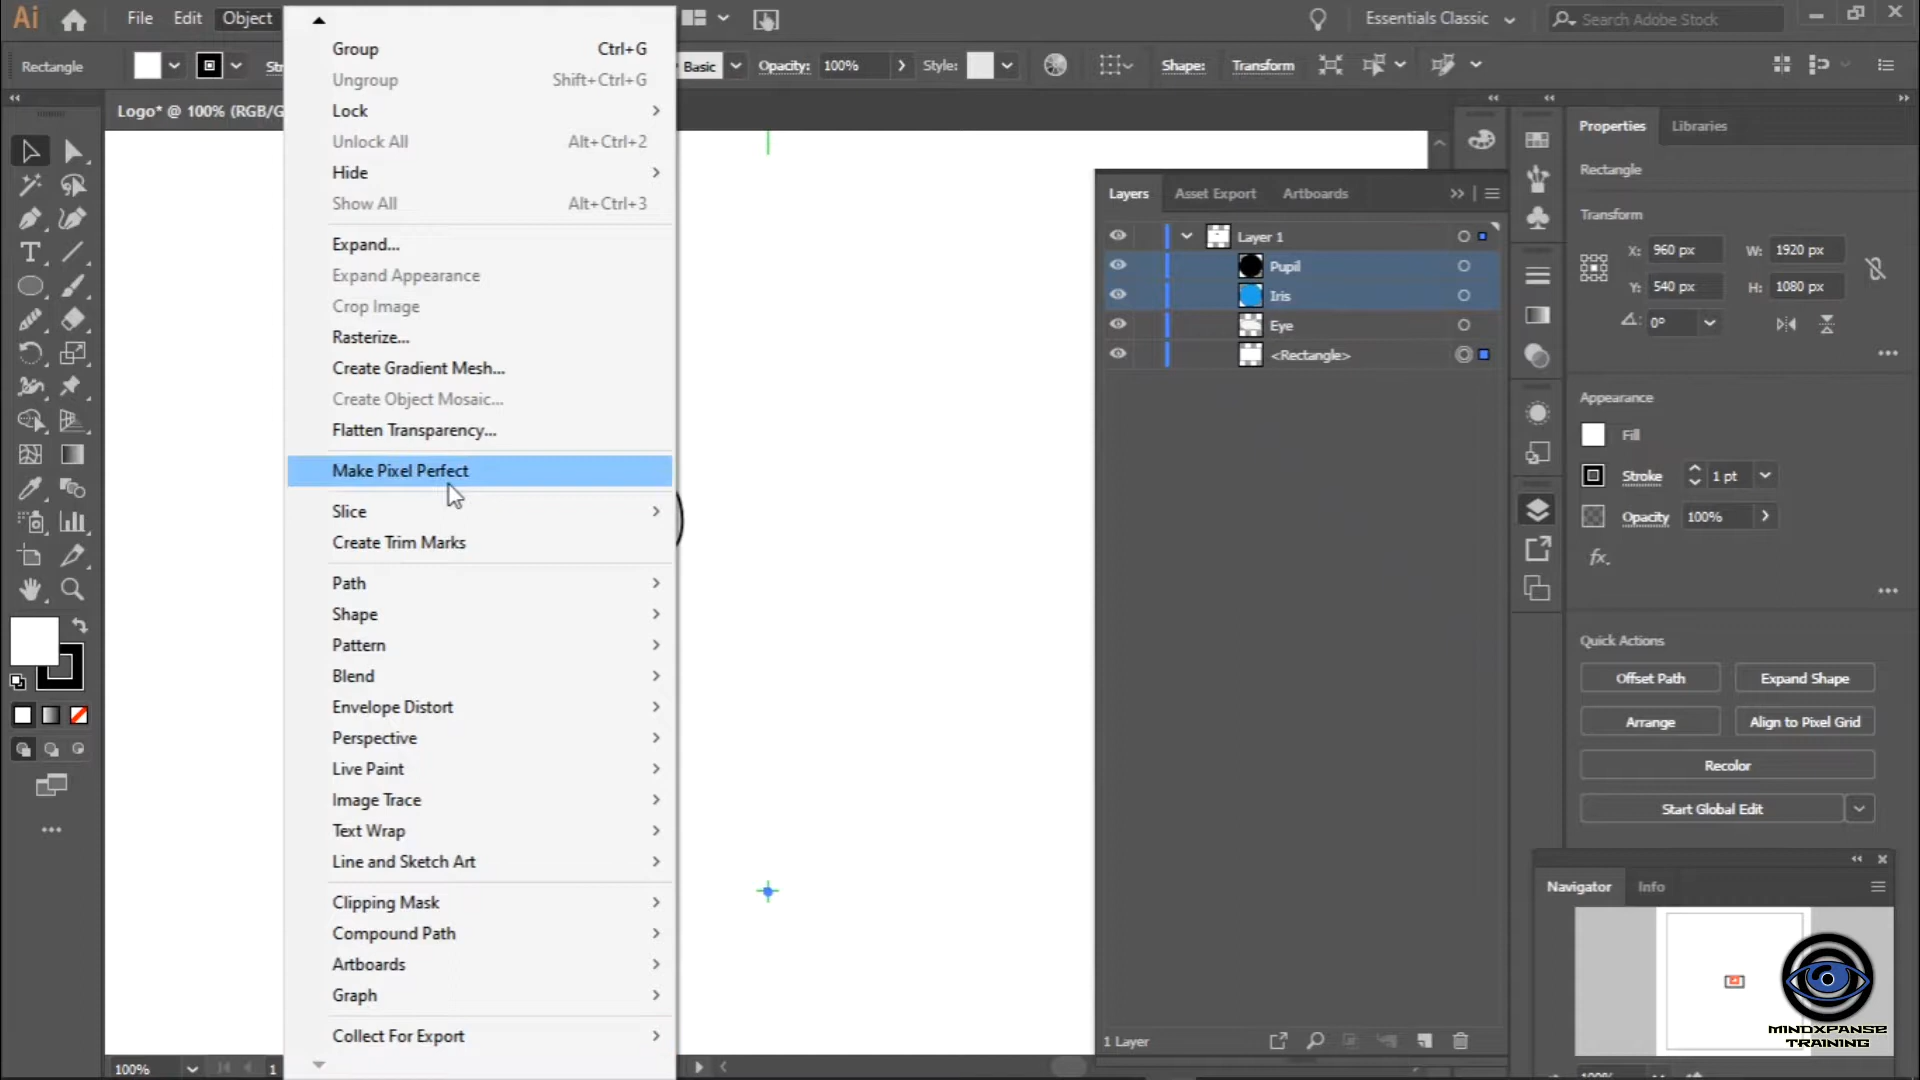 Ai File Edit Object Essentials Classic Search Adobe Stock
Rectangle Basic Opacity: 100% Style: Shape: Transform
Logo* @ 100% (RGB/G
Group Ctrl+G
Ungroup Shift+Ctrl+G
Lock
Unlock All Alt+Ctrl+2
Hide
Show All Alt+Ctrl+3
Expand...
Expand Appearance
Crop Image
Rasterize...
Create Gradient Mesh...
Create Object Mosaic...
Flatten Transparency...
Make Pixel Perfect
Slice
Create Trim Marks
Path
Shape
Pattern
Blend
Envelope Distort
Perspective
Live Paint
Image Trace
Text Wrap
Line and Sketch Art
Clipping Mask
Compound Path
Artboards
Graph
Collect For Export
100% 1
Layers Asset Export Artboards
Layer 1
Pupil
Iris
Eye
<Rectangle>
1 Layer
Properties Libraries
Rectangle
Transform
X: 960 px W: 1920 px
Y: 540 px H: 1080 px
0°
Appearance
Fill
Stroke 1 pt
Opacity 100%
fx.
Quick Actions
Offset Path Expand Shape
Arrange Align to Pixel Grid
Recolor
Start Global Edit
Navigator Info
MINDXPANSE
TRAINING